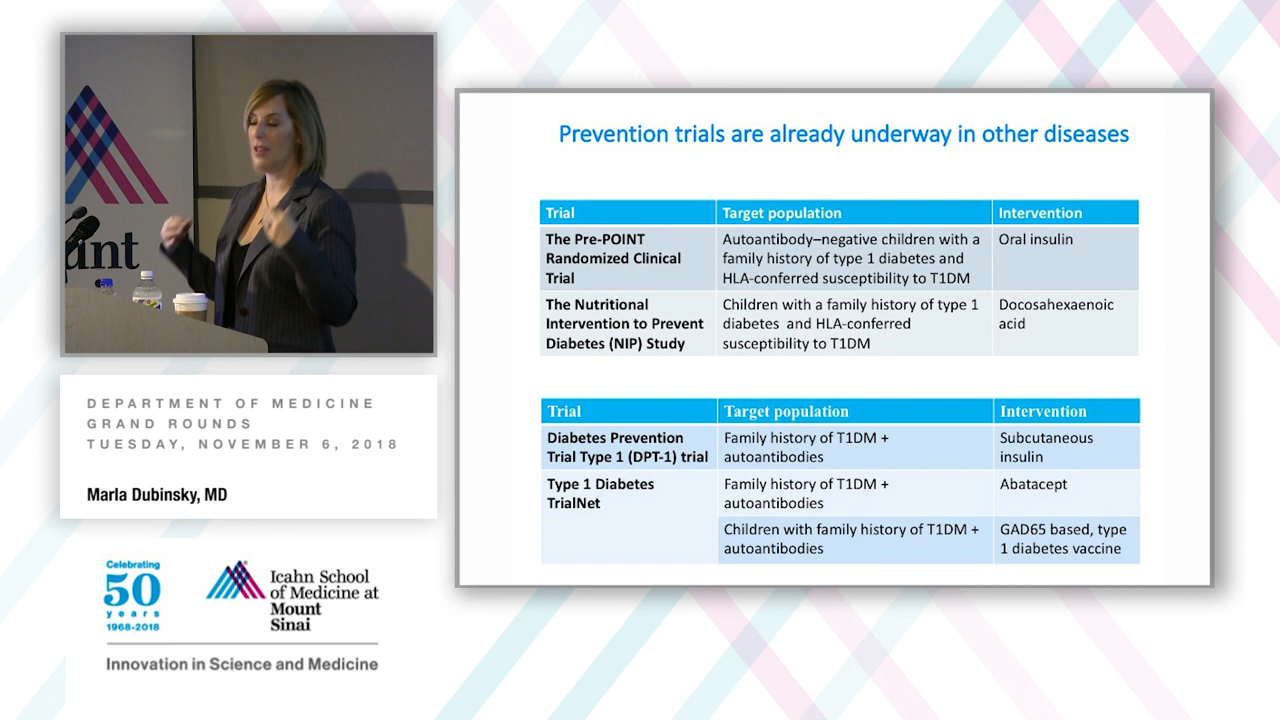 unt
DEPARTMENT OF MEDICINE
GRAND ROUNDS
TUESDAY, NOVEMBER 6, 2018
Marla Dubinsky, MD
Celebrating
50
years
1968-2018
Icahn School
of Medicine at
Mount
Sinai
Innovation in Science and Medicine
Prevention trials are already underway in other diseases
Trial Target population Intervention
The Pre-POINT Autoantibody–negative children with a Oral insulin
Randomized Clinical family history of type 1 diabetes and
Trial HLA-conferred susceptibility to T1DM
The Nutritional Children with a family history of type 1 Docosahexaenoic
Intervention to Prevent diabetes and HLA-conferred acid
Diabetes (NIP) Study susceptibility to T1DM
Trial Target population Intervention
Diabetes Prevention Family history of T1DM + Subcutaneous
Trial Type 1 (DPT-1) trial autoantibodies insulin
Type 1 Diabetes Family history of T1DM + Abatacept
TrialNet autoantibodies
Children with family history of T1DM + GAD65 based, type
autoantibodies 1 diabetes vaccine